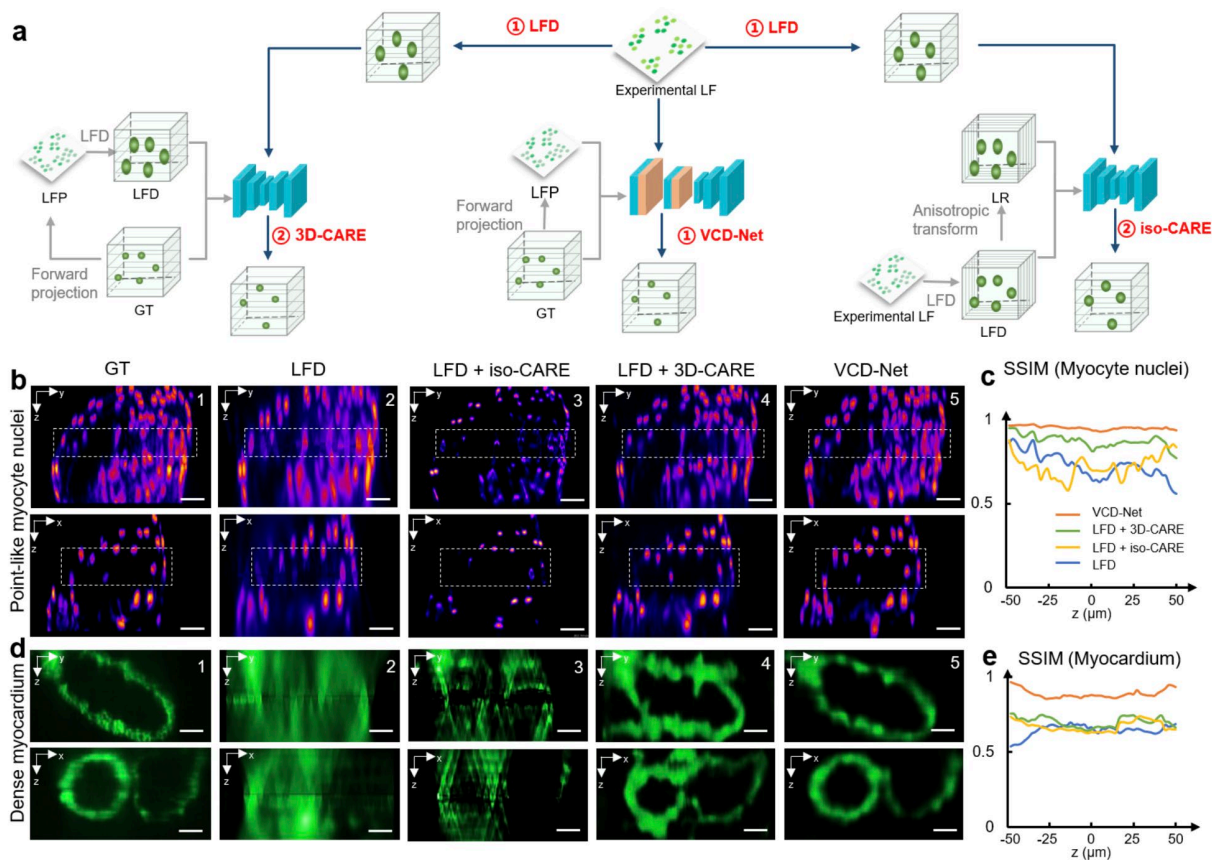 a
① LFD
① LFD
Experimental LF
LFD
LFP
LFD
② 3D-CARE
Forward
projection
GT
LFP
Forward
projection
① VCD-Net
GT
LR
Anisotropic
transform
② iso-CARE
LFD
Experimental LF
LFD
b
GT
LFD
LFD + iso-CARE
LFD + 3D-CARE
VCD-Net
Point-like myocyte nuclei
y
z
1
y
z
2
y
z
3
y
z
4
y
z
5
x
z
x
z
x
z
x
z
x
z
c
SSIM (Myocyte nuclei)
1
0.5
0
VCD-Net
LFD + 3D-CARE
LFD + iso-CARE
LFD
-50
-25
0
25
50
z (μm)
d
Dense myocardium
y
z
1
y
z
2
y
z
3
y
z
4
y
z
5
x
z
x
z
x
z
x
z
x
z
e
SSIM (Myocardium)
1
0.5
0
-50
-25
0
25
50
z (μm)